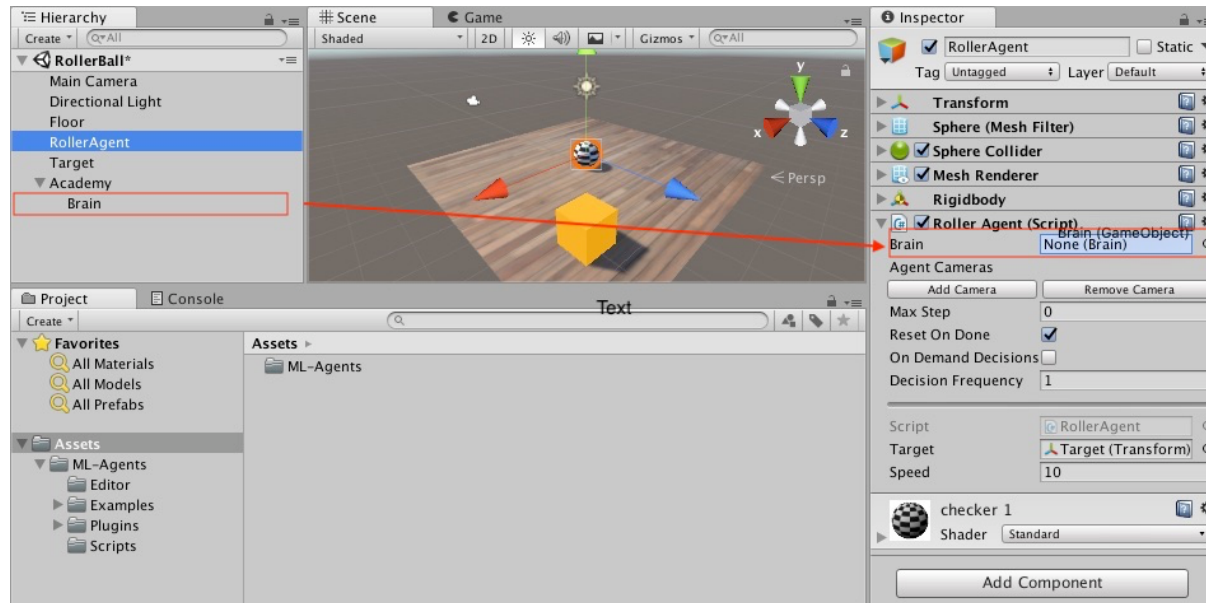 Hierarchy
Create
All
RollerBall*
Main Camera
Directional Light
Floor
RollerAgent
Target
Academy
Brain
Scene
Game
Shaded
2D
Gizmos
All
y
x
z
Persp
Project
Console
Create
Text
Favorites
All Materials
All Models
All Prefabs
Assets
ML-Agents
Editor
Examples
Plugins
Scripts
Assets
ML-Agents
Inspector
RollerAgent
Static
Tag Untagged Layer Default
Transform
Sphere (Mesh Filter)
Sphere Collider
Mesh Renderer
Rigidbody
Roller Agent (Script)
Brain (GameObject)
Brain None (Brain)
Agent Cameras
Add Camera Remove Camera
Max Step 0
Reset On Done
On Demand Decisions
Decision Frequency 1
Script RollerAgent
Target Target (Transform)
Speed 10
checker 1
Shader Standard
Add Component